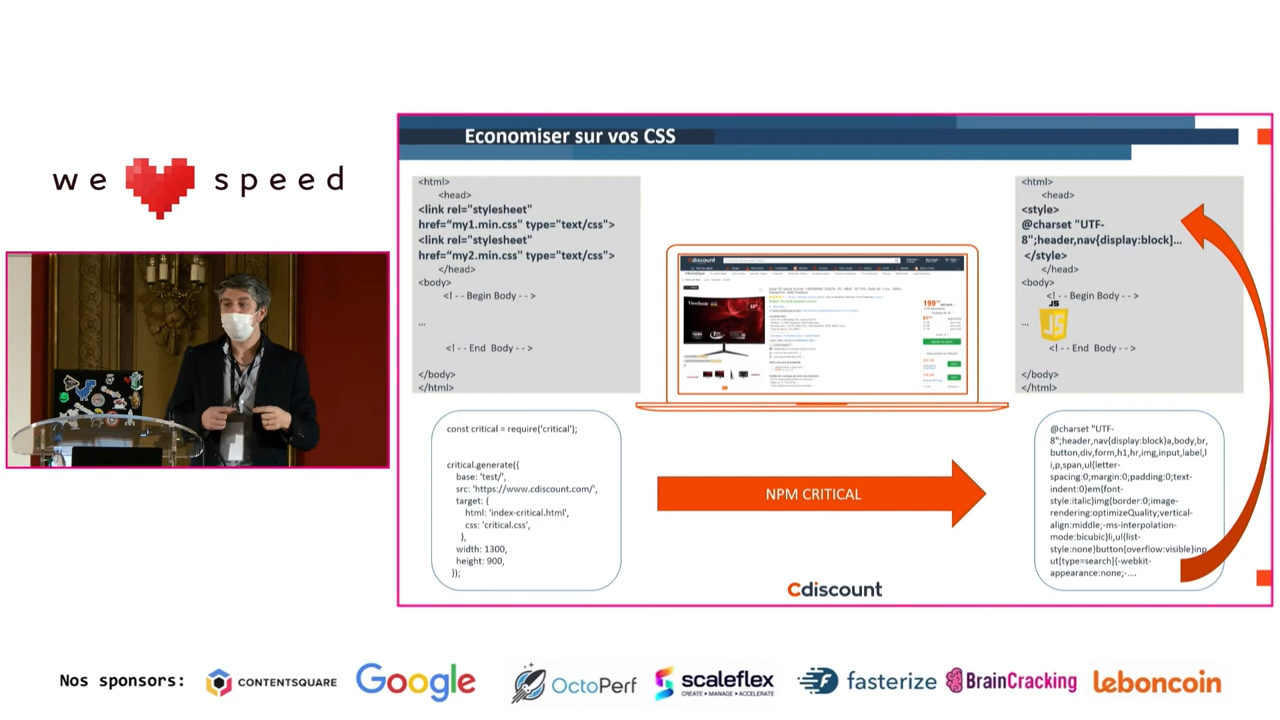 we speed
Economiser sur vos CSS
<html>
<head>
<link rel="stylesheet"
href="my1.min.css" type="text/css">
<link rel="stylesheet"
href="my2.min.css" type="text/css">
</head>
<body>
<!-- Begin Body -->
...
<!-- End Body -->
</body>
</html>
Cdiscount
ViewSonic
199
<html>
<head>
<style>
@charset "UTF-
8";header,nav{display:block}...
</style>
</head>
<body>
<!-- Begin Body -->
JS
JS
...
<!-- End Body -->
</body>
</html>
const critical = require('critical');
critical.generate({
base: 'test/',
src: 'https://www.cdiscount.com/',
target: {
html: 'index-critical.html',
css: 'critical.css',
},
width: 1300,
height: 900,
});
NPM CRITICAL
@charset "UTF-
8";header,nav{display:block}a,body,br,
button,div,form,h1,hr,img,input,label,l
i,p,span,ul{letter-
spacing:0;margin:0;padding:0;text-
indent:0}em{font-
style:italic}img{border:0;image-
rendering:optimizeQuality;vertical-
align:middle;-ms-interpolation-
mode:bicubic}li,ul{list-
style:none}button{overflow:visible}inp
ut[type=search]{-webkit-
appearance:none;-....
Cdiscount
Nos sponsors:
CONTENTSQUARE
Google
OctoPerf
scaleflex
CREATE • MANAGE • ACCELERATE
fasterize
BrainCracking
leboncoin